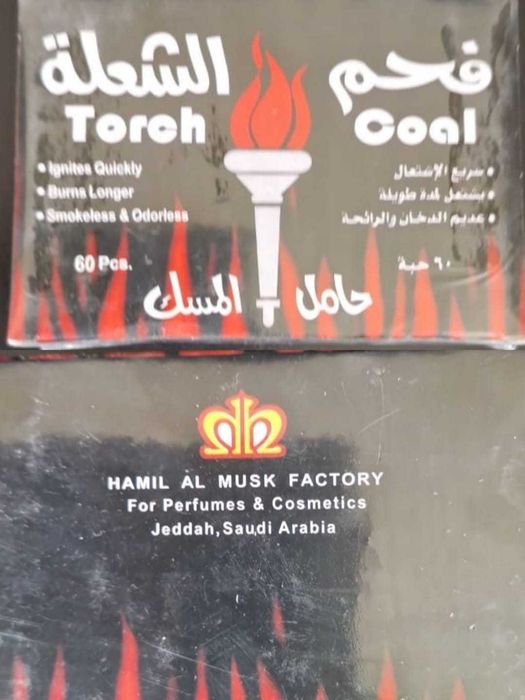 فحم الشعلة
Torch Coal
• Ignites Quickly
• Burns Longer
• Smokeless & Odorless
• سريع الإشتعال
• يشتعل لمدة طويلة
• عديم الدخان والرائحة
60 Pcs.
٦٠ حبة
حامل المسك
HAMIL AL MUSK FACTORY
For Perfumes & Cosmetics
Jeddah,Saudi Arabia